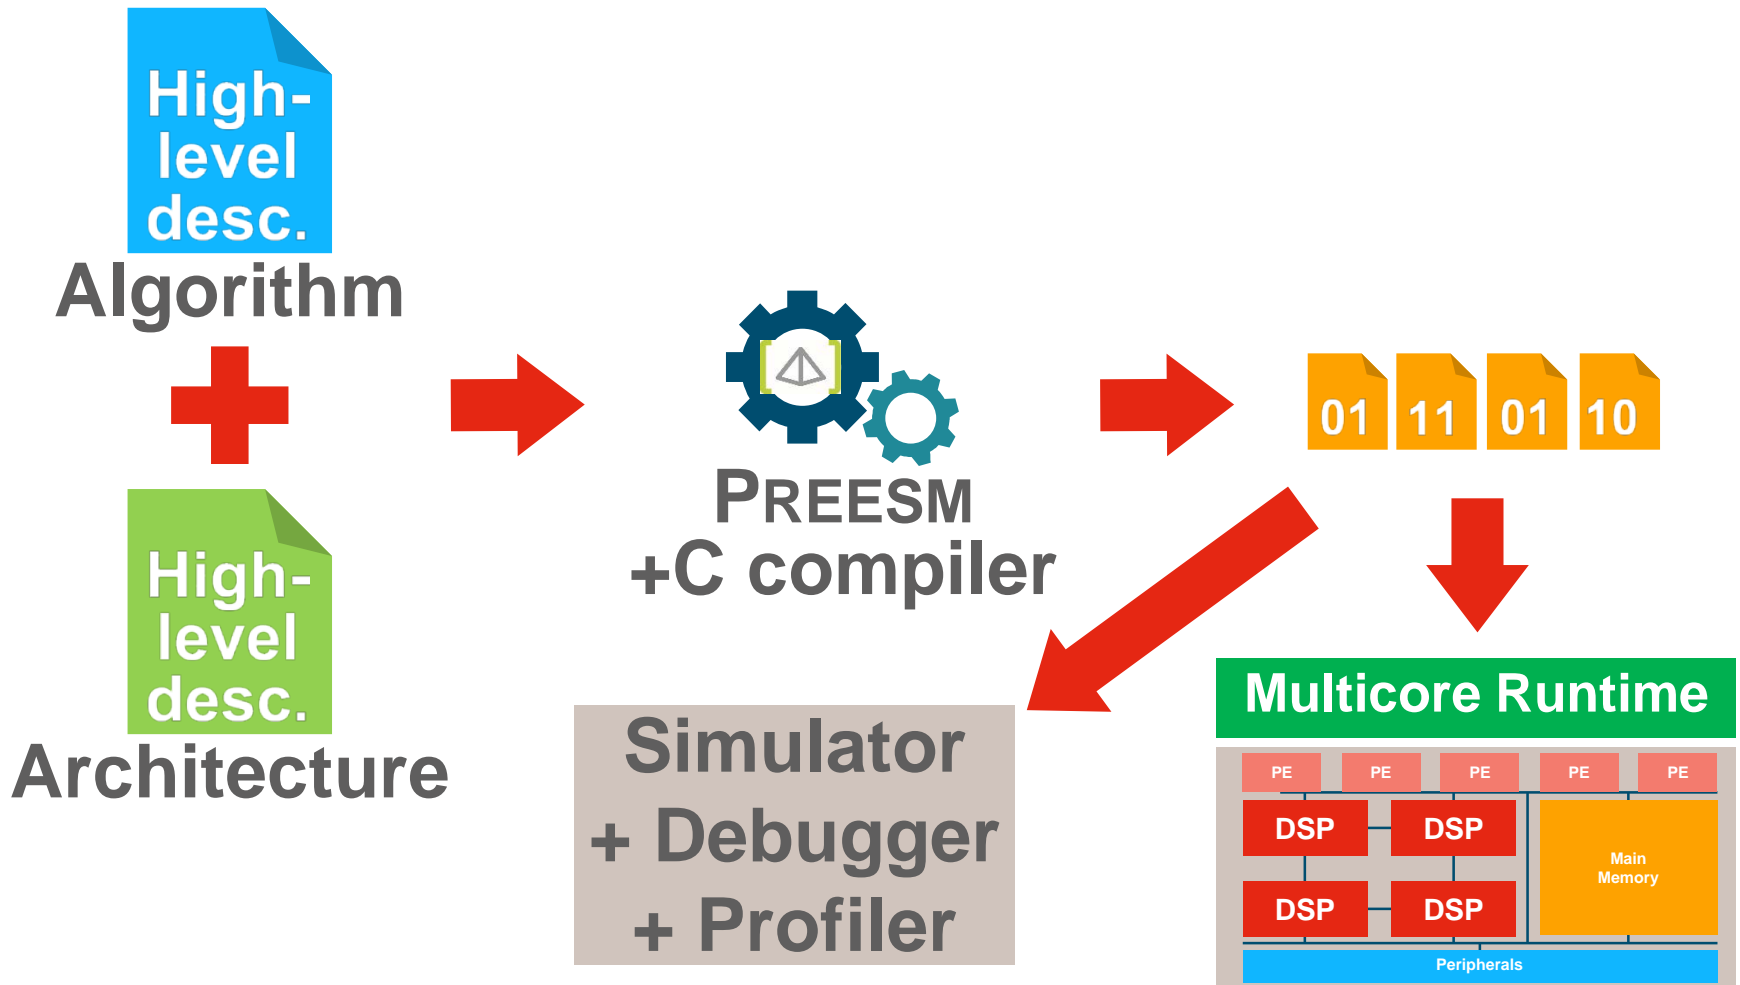 High-
level
desc.
Algorithm
High-
level
desc.
Architecture
PREESM
+C compiler
01 11 01 10
Simulator
+ Debugger
+ Profiler
Multicore Runtime
PE PE PE PE PE
DSP DSP
Main
Memory
DSP DSP
Peripherals